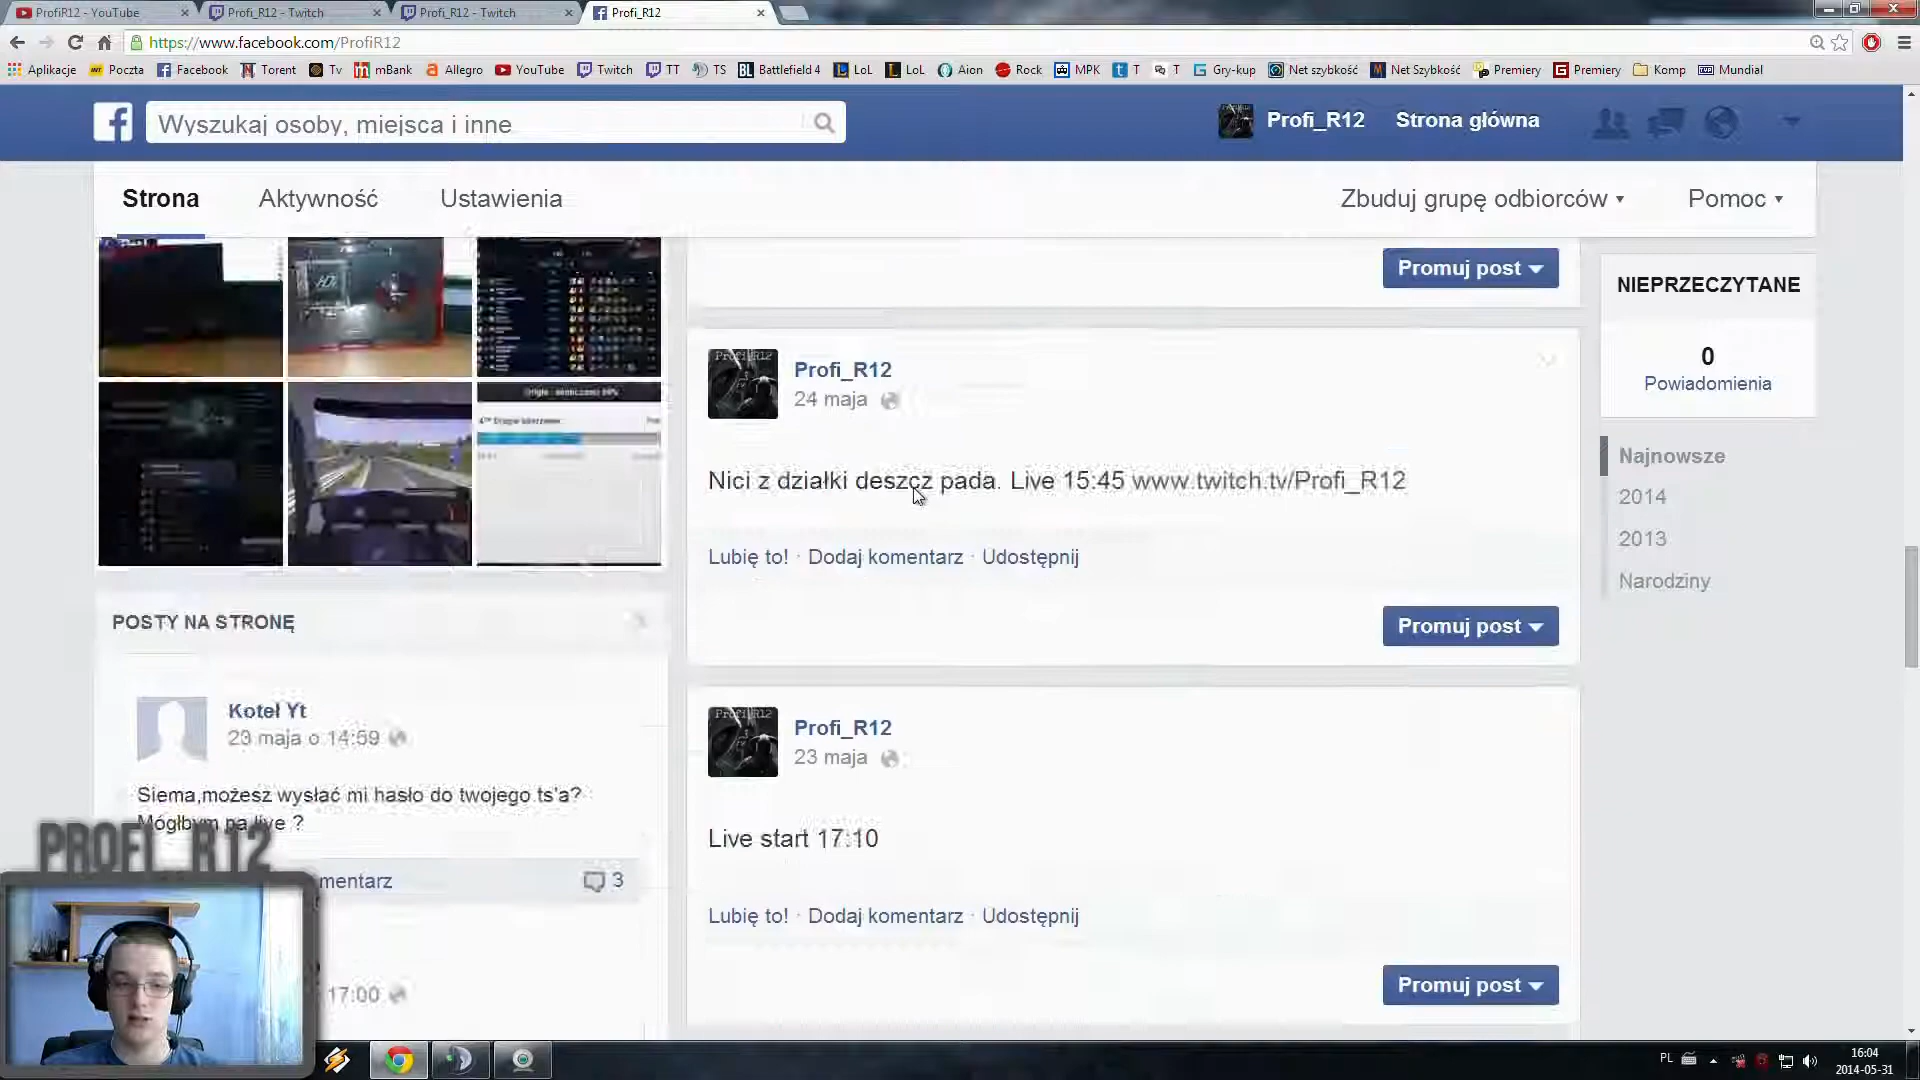 ProfiR12 - YouTube
Profi_R12 - Twitch
Profi_R12 - Twitch
Profi_R12
https://www.facebook.com/ProfiR12
Aplikacje Poczta Facebook Torent Tv mBank Allegro YouTube Twitch TT TS Battlefield 4 LoL LoL Aion Rock MPK T T Gry-kup Net szybkość Net Szybkość Premiery Premiery Komp Mundial
Wyszukaj osoby, miejsca i inne
Profi_R12 Strona główna
Strona Aktywność Ustawienia Zbuduj grupę odbiorców Pomoc
Promuj post
NIEPRZECZYTANE
0
Powiadomienia
Najnowsze
2014
2013
Narodziny
Profi_R12
24 maja
Nici z działki deszcz pada. Live 15:45 www.twitch.tv/Profi_R12
Lubię to! · Dodaj komentarz · Udostępnij
Promuj post
POSTY NA STRONĘ
Koteł Yt
23 maja o 14:59
Siema,możesz wysłać mi hasło do twojego ts'a?
Mógłbym na live ?
mentarz 3
17:00
Profi_R12
23 maja
Live start 17:10
Lubię to! · Dodaj komentarz · Udostępnij
Promuj post
PROFI_R12
PL
16:04
2014-05-31